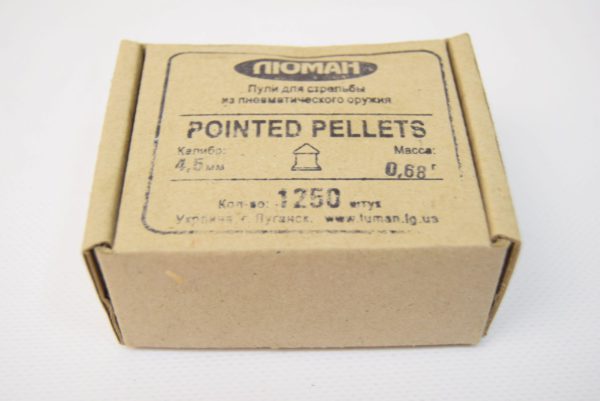 ЛЮМАН
Пули для стрельбы
из пневматического оружия
POINTED PELLETS
Калибр: Масса:
4,5 мм 0,68 г
Кол-во: 1250 штук
Украина г. Луганск. www.luman.lg.ua